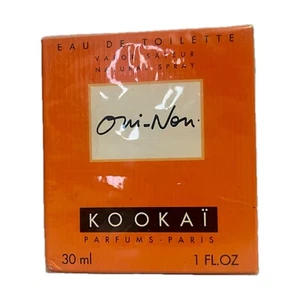 EAU DE TOILETTE
VAPORISATEUR
NATURAL SPRAY
Oui-Non.
KOOKAÏ
PARFUMS-PARIS
30 ml 1 FL.OZ